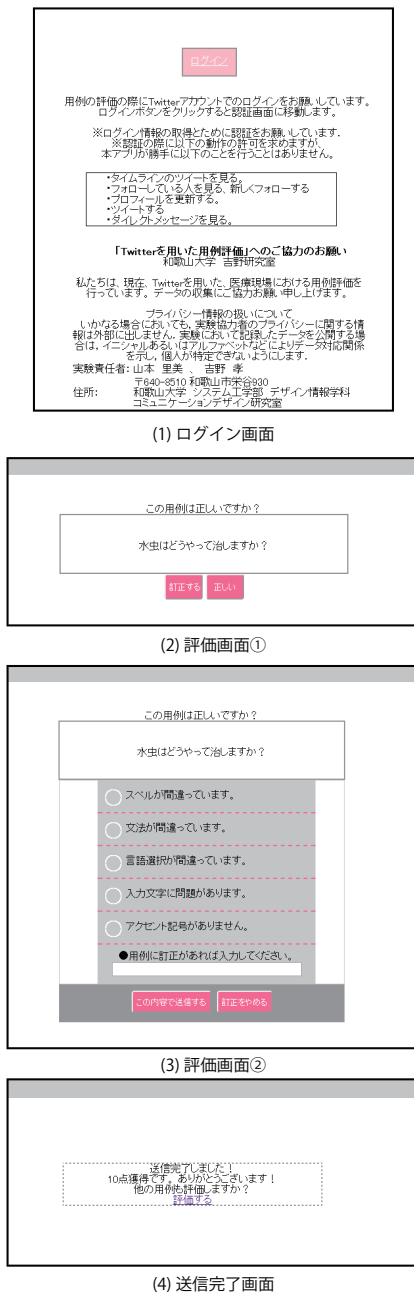 ログイン
用例の評価の際にTwitterアカウントでのログインをお願いしています。
ログインボタンをクリックすると認証画面に移動します。
※ログイン情報の取得とために認証をお願いしています.
※認証の際に以下の動作の許可を求めますが、
本アプリが勝手に以下のことを行うことはありません。
・タイムラインのツイートを見る。
・フォローしている人を見る、新しくフォローする
・プロフィールを更新する。
・ツイートする
・ダイレクトメッセージを見る。
「Twitterを用いた用例評価」へのご協力のお願い
和歌山大学 吉野研究室
私たちは、現在、Twitterを用いた、医療現場における用例評価を
行っています。データの収集にご協力お願い申し上げます。
プライバシー情報の扱いについて
いかなる場合においても、実験協力者のプライバシーに関する情
報は外部に出しません。実験において記録したデータを公開する場
合は、イニシャルあるいはアルファベットなどによりデータ対応関係
を示し、個人が特定できないようにします.
実験責任者: 山本 里美 、 吉野 孝
〒640-8510 和歌山市栄谷930
住所: 和歌山大学 システム工学部 デザイン情報学科
コミュニケーションデザイン研究室
(1) ログイン画面
この用例は正しいですか？
水虫はどうやって治しますか？
訂正する 正しい
(2) 評価画面①
この用例は正しいですか？
水虫はどうやって治しますか？
スペルが間違っています。
文法が間違っています。
言語選択が間違っています。
入力文字に問題があります。
アクセント記号がありません。
●用例に訂正があれば入力してください。
この内容で送信する 訂正をやめる
(3) 評価画面②
送信完了しました！
10点獲得です。ありがとうございます！
他の用例も評価しますか？
評価する
(4) 送信完了画面